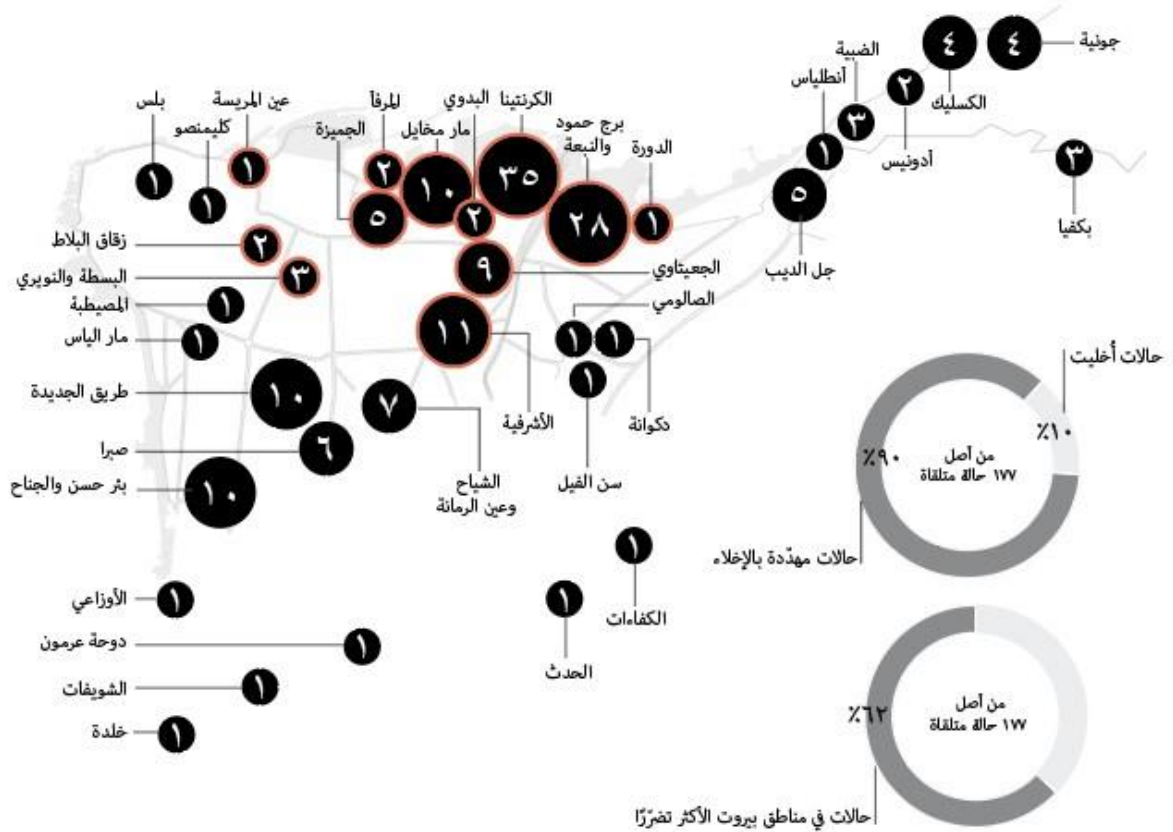 جونية
٤
٤
الكسليك
الضبية
٢
أدونيس
أنطلياس
٣
١
٥
جل الديب
٣
بكفيا
الكرنتينا
البدوي
المرفأ
عين المريسة
بلس
برج حمود
والنبعة
مار مخايل
الجميزة
كليمنصو
الدورة
٣٥
١٠
٢
١
١
١
٢
٥
٢٨
١
زقاق البلاط
٢
٩
الجعيتاوي
البسطة والنويري
٣
الصالومي
المصيطبة
١
١١
١
١
مار الياس
١
١
طريق الجديدة
١٠
٧
الأشرفية
دكوانة
صبرا
٦
سن الفيل
بئر حسن والجناح
١٠
الشياح
وعين الرمانة
حالات أُخليت
١٠٪
٩٠٪
من أصل
١٧٧ حالة متلقاة
حالات مهدّدة بالإخلاء
١
الكفاءات
الأوزاعي
١
١
الحدث
دوحة عرمون
١
الشويفات
١
خلدة
١
من أصل
١٧٧ حالة متلقاة
٦٢٪
حالات في مناطق بيروت الأكثر تضرّرًا